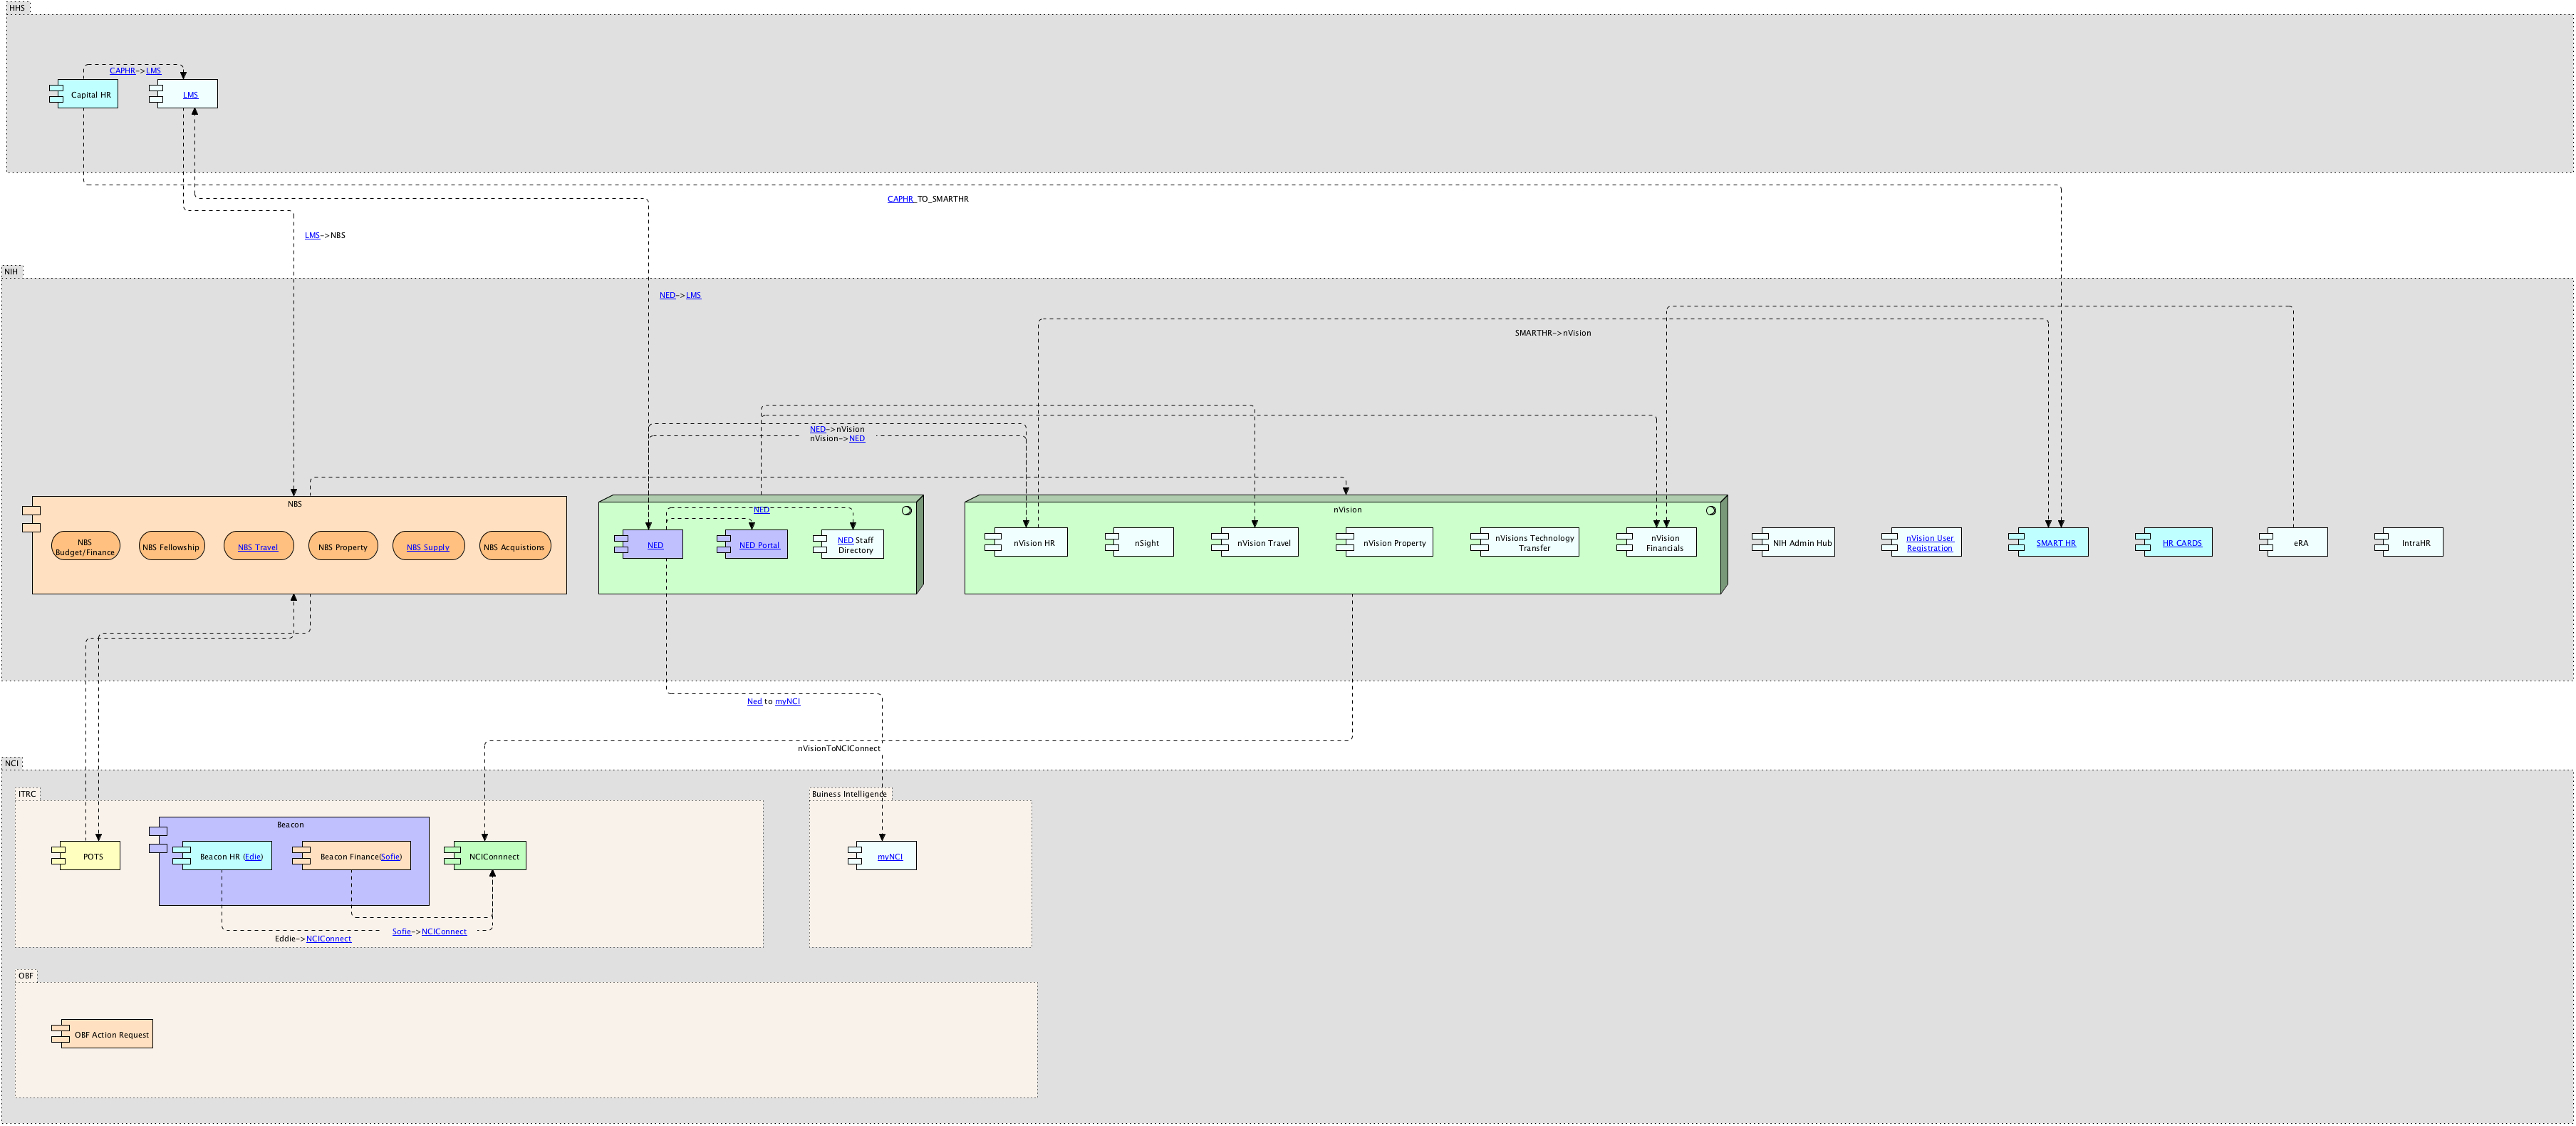 HHS
CAPHR->LMS
Capital HR
LMS
CAPHR_TO_SMARTHR
LMS->NBS
NIH
NED->LMS
SMARTHR->nVision
NED->nVision
nVision->NED
NBS
NBS
Budget/Finance
NBS Fellowship
NBS Travel
NBS Property
NBS Supply
NBS Acquistions
NED
NED
NED Portal
NED Staff
Directory
nVision
nVision HR
nSight
nVision Travel
nVision Property
nVisions Technology
Transfer
nVision
Financials
NIH Admin Hub
nVision User
Registration
SMART HR
HR CARDS
eRA
IntraHR
Ned to myNCI
nVisionToNCIConnect
NCI
ITRC
POTS
Beacon
Beacon HR (Edie)
Beacon Finance(Sofie)
NCIConnnect
Sofie->NCIConnect
Eddie->NCIConnect
Buiness Intelligence
myNCI
OBF
OBF Action Request